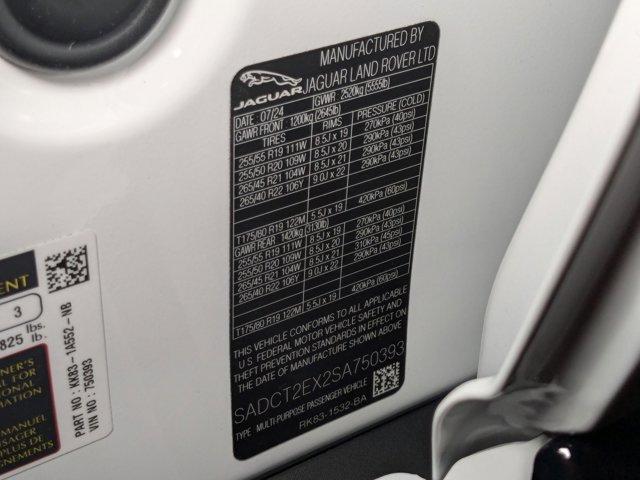 MANUFACTURED BY
JAGUAR LAND ROVER LTD
JAGUAR
DATE 07/24 GVWR 2520kg (5555lb)
GAWR FRONT 1200kg (2645lb)
TIRES RIMS PRESSURE (COLD)
255/55 R19 111W 8.5J x 19 270kPa (40psi)
255/50 R20 109W 8.5J x 20 290kPa (43psi)
265/45 R21 104W 8.5J x 21 290kPa (43psi)
265/40 R22 106Y 9.0J x 22 290kPa (43psi)
T175/80 R19 122M 5.5J x 19 420kPa (60psi)
GAWR REAR 1420kg (3130lb)
255/55 R19 111W 8.5J x 19 270kPa (40psi)
255/50 R20 109W 8.5J x 20 290kPa (43psi)
265/45 R21 104W 8.5J x 21 310kPa (45psi)
265/40 R22 106Y 9.0J x 22 290kPa (43psi)
T175/80 R19 122M 5.5J x 19 420kPa (60psi)
THIS VEHICLE CONFORMS TO ALL APPLICABLE
U.S FEDERAL MOTOR VEHICLE SAFETY AND
THEFT PREVENTION STANDARDS IN EFFECT ON
THE DATE OF MANUFACTURE SHOWN ABOVE
SADCT2EX2SA750393
TYPE MULTI-PURPOSE PASSENGER VEHICLE
RK83-1532-BA
3
825 lbs.
lb.
MANUEL
PART NO : KK83-1A552-NB
VIN NO : 750393